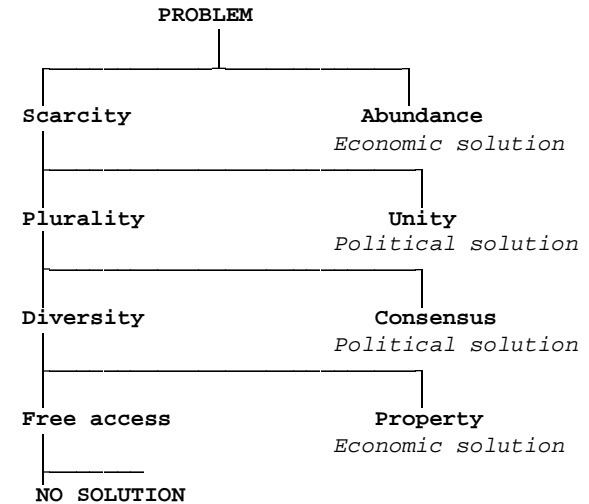 PROBLEM
Scarcity Abundance
Economic solution
Plurality Unity
Political solution
Diversity Consensus
Political solution
Free access Property
Economic solution
NO SOLUTION